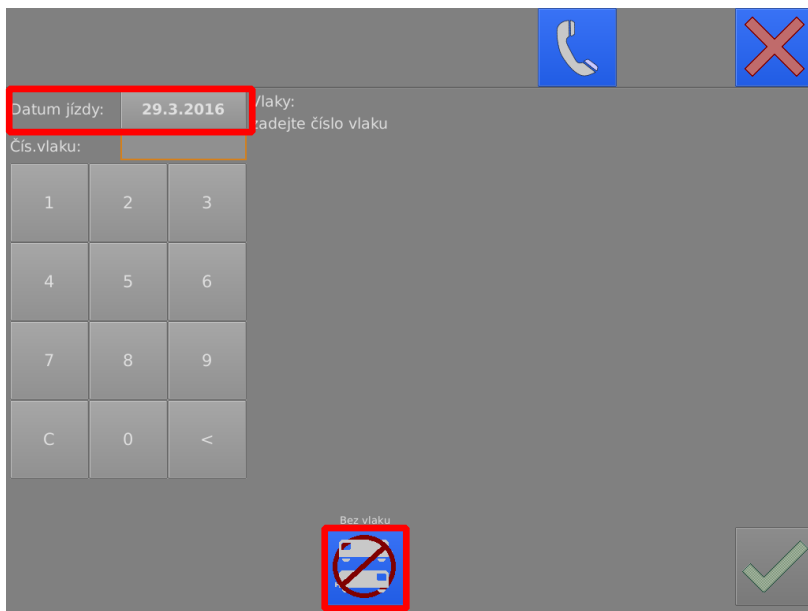 Datum jízdy: 29.3.2016
Vlaky:
zadejte číslo vlaku
Čís.vlaku:
1 2 3
4 5 6
7 8 9
C 0 <
Bez vlaku